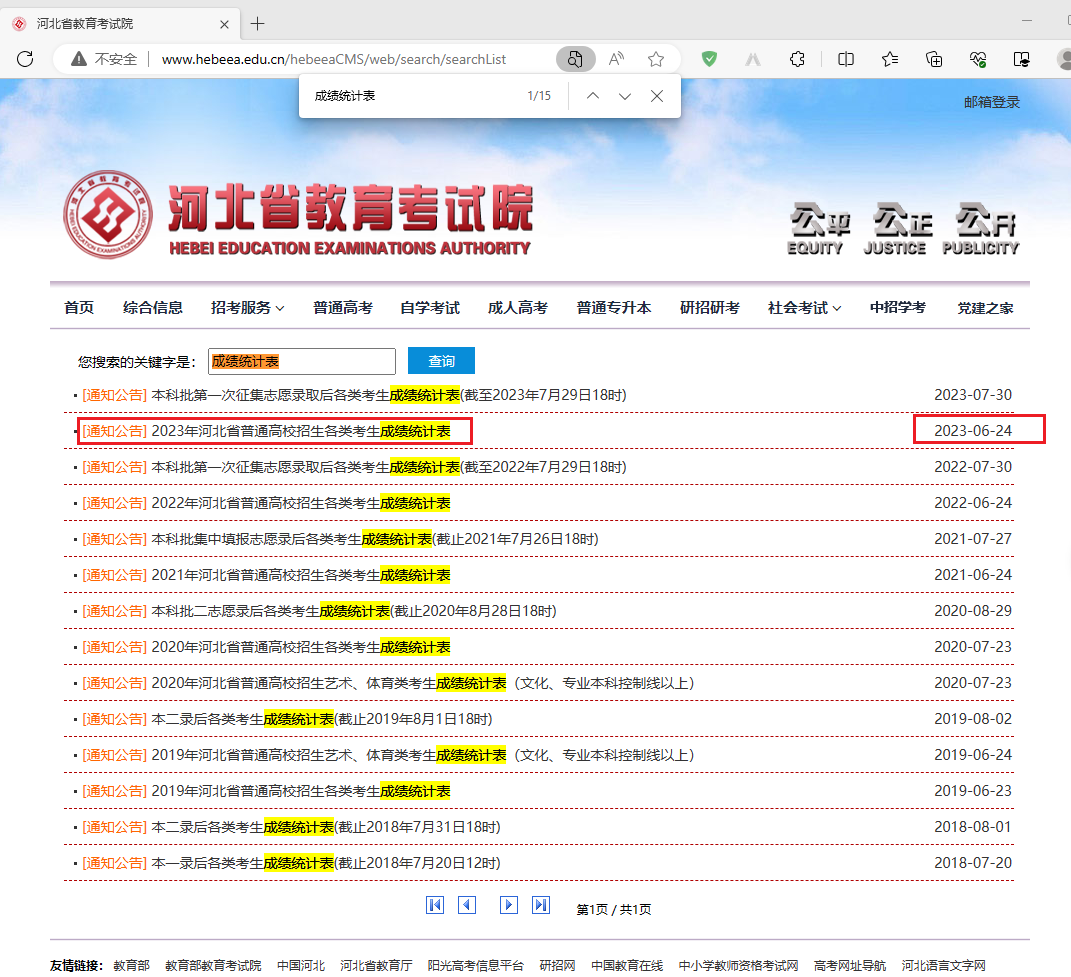 河北省教育考试院
不安全 www.hebeea.edu.cn/hebeeaCMS/web/search/searchList
成绩统计表 1/15
邮箱登录
河北省教育考试院
HEBEI EDUCATION EXAMINATIONS AUTHORITY
公平 公正 公开
EQUITY JUSTICE PUBLICITY
首页 综合信息 招考服务 普通高考 自学考试 成人高考 普通专升本 研招研考 社会考试 中招学考 党建之家
您搜索的关键字是: 成绩统计表 查询
[通知公告] 本科批第一次征集志愿录取后各类考生成绩统计表(截至2023年7月29日18时) 2023-07-30
[通知公告] 2023年河北省普通高校招生各类考生成绩统计表 2023-06-24
[通知公告] 本科批第一次征集志愿录取后各类考生成绩统计表(截至2022年7月29日18时) 2022-07-30
[通知公告] 2022年河北省普通高校招生各类考生成绩统计表 2022-06-24
[通知公告] 本科批集中填报志愿录后各类考生成绩统计表(截止2021年7月26日18时) 2021-07-27
[通知公告] 2021年河北省普通高校招生各类考生成绩统计表 2021-06-24
[通知公告] 本科批二志愿录后各类考生成绩统计表(截止2020年8月28日18时) 2020-08-29
[通知公告] 2020年河北省普通高校招生各类考生成绩统计表 2020-07-23
[通知公告] 2020年河北省普通高校招生艺术、体育类考生成绩统计表（文化、专业本科控制线以上） 2020-07-23
[通知公告] 本二录后各类考生成绩统计表(截止2019年8月1日18时) 2019-08-02
[通知公告] 2019年河北省普通高校招生艺术、体育类考生成绩统计表（文化、专业本科控制线以上） 2019-06-24
[通知公告] 2019年河北省普通高校招生各类考生成绩统计表 2019-06-23
[通知公告] 本二录后各类考生成绩统计表(截止2018年7月31日18时) 2018-08-01
[通知公告] 本一录后各类考生成绩统计表(截止2018年7月20日12时) 2018-07-20
第1页 / 共1页
友情链接: 教育部 教育部教育考试院 中国河北 河北省教育厅 阳光高考信息平台 研招网 中国教育在线 中小学教师资格考试网 高考网址导航 河北语言文字网